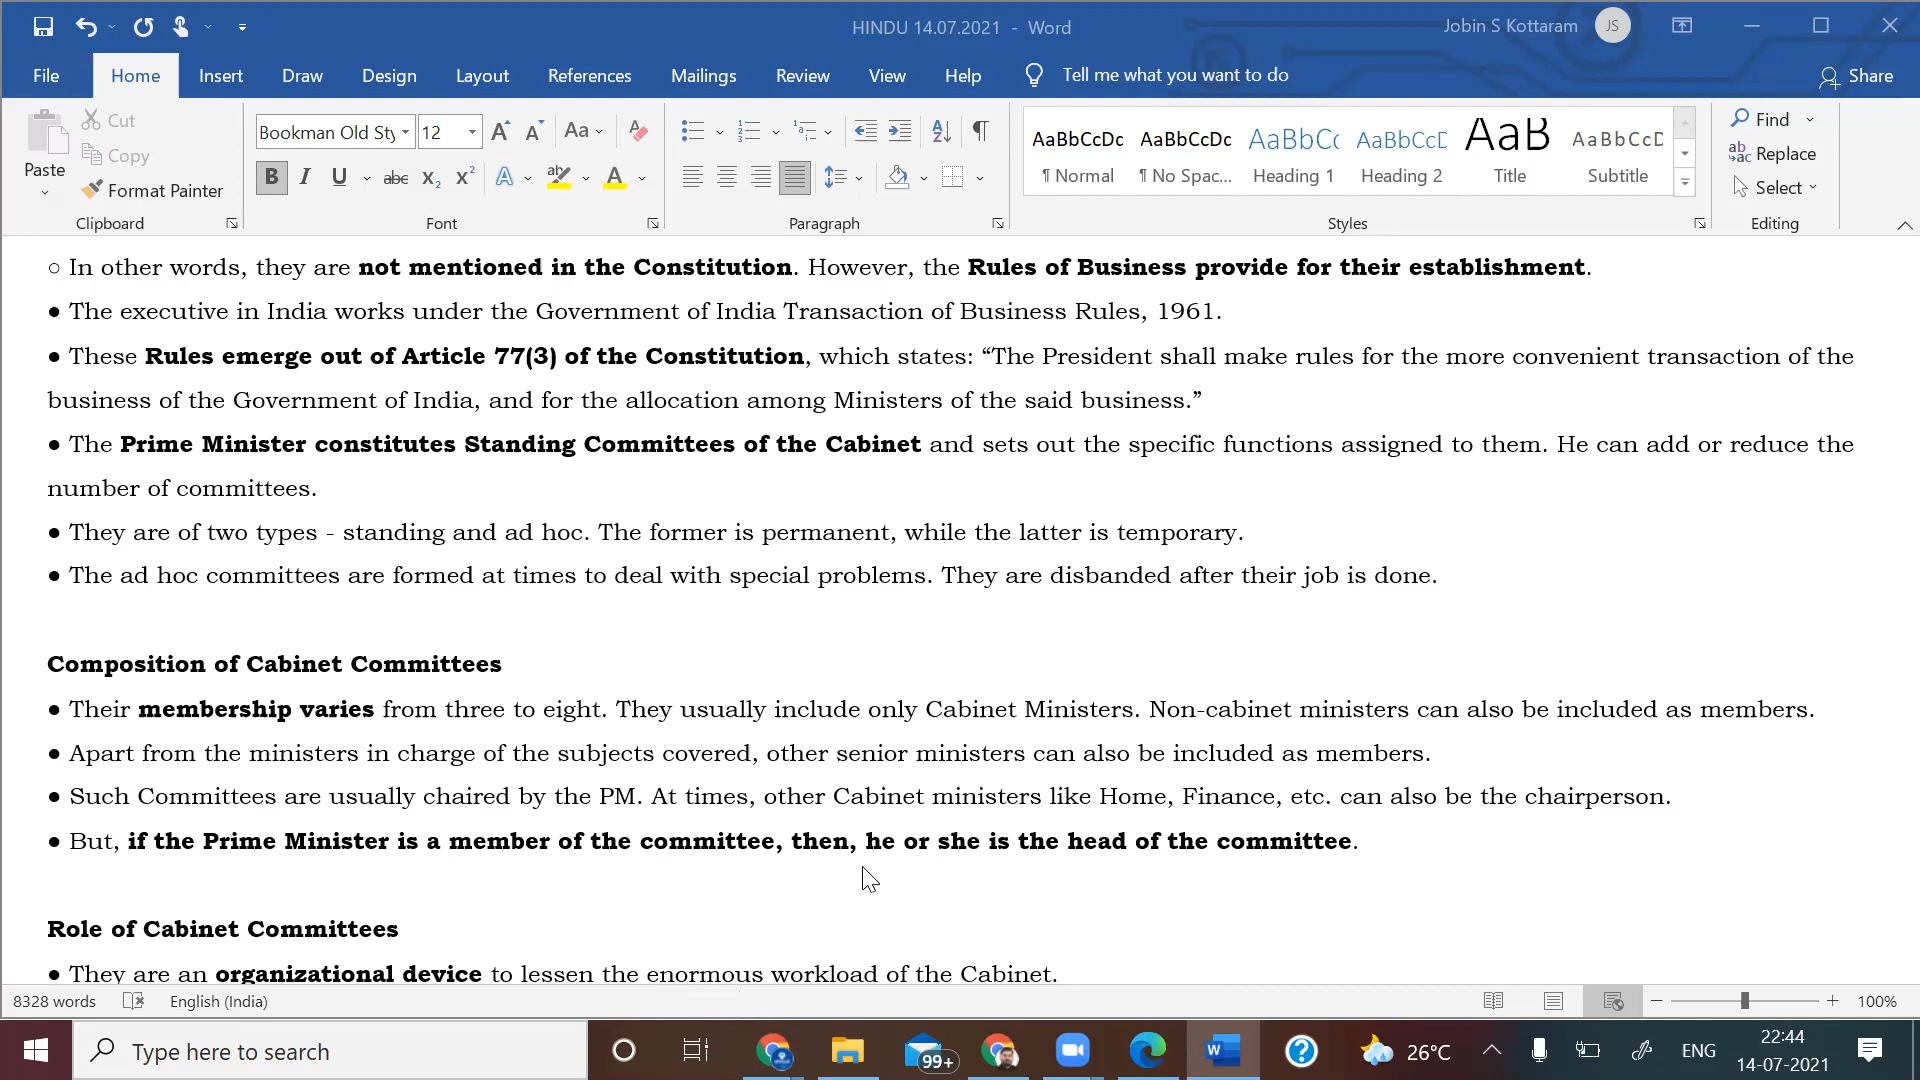 HINDU 14.07.2021 - Word
Jobin S Kottaram
JS
File Home Insert Draw Design Layout References Mailings Review View Help Tell me what you want to do Share
Paste
Cut
Copy
Format Painter
Clipboard
Bookman Old Sty 12
Font
Paragraph
AaBbCcDc AaBbCcDc AaBbCc AaBbCcD AaB AaBbCcD
¶ Normal ¶ No Spac... Heading 1 Heading 2 Title Subtitle
Styles
Find
Replace
Select
Editing
○ In other words, they are not mentioned in the Constitution. However, the Rules of Business provide for their establishment.
● The executive in India works under the Government of India Transaction of Business Rules, 1961.
● These Rules emerge out of Article 77(3) of the Constitution, which states: “The President shall make rules for the more convenient transaction of the
business of the Government of India, and for the allocation among Ministers of the said business.”
● The Prime Minister constitutes Standing Committees of the Cabinet and sets out the specific functions assigned to them. He can add or reduce the
number of committees.
● They are of two types - standing and ad hoc. The former is permanent, while the latter is temporary.
● The ad hoc committees are formed at times to deal with special problems. They are disbanded after their job is done.
Composition of Cabinet Committees
● Their membership varies from three to eight. They usually include only Cabinet Ministers. Non-cabinet ministers can also be included as members.
● Apart from the ministers in charge of the subjects covered, other senior ministers can also be included as members.
● Such Committees are usually chaired by the PM. At times, other Cabinet ministers like Home, Finance, etc. can also be the chairperson.
● But, if the Prime Minister is a member of the committee, then, he or she is the head of the committee.
Role of Cabinet Committees
● They are an organizational device to lessen the enormous workload of the Cabinet.
8328 words English (India) 100%
Type here to search
99+
26°C
ENG
22:44
14-07-2021